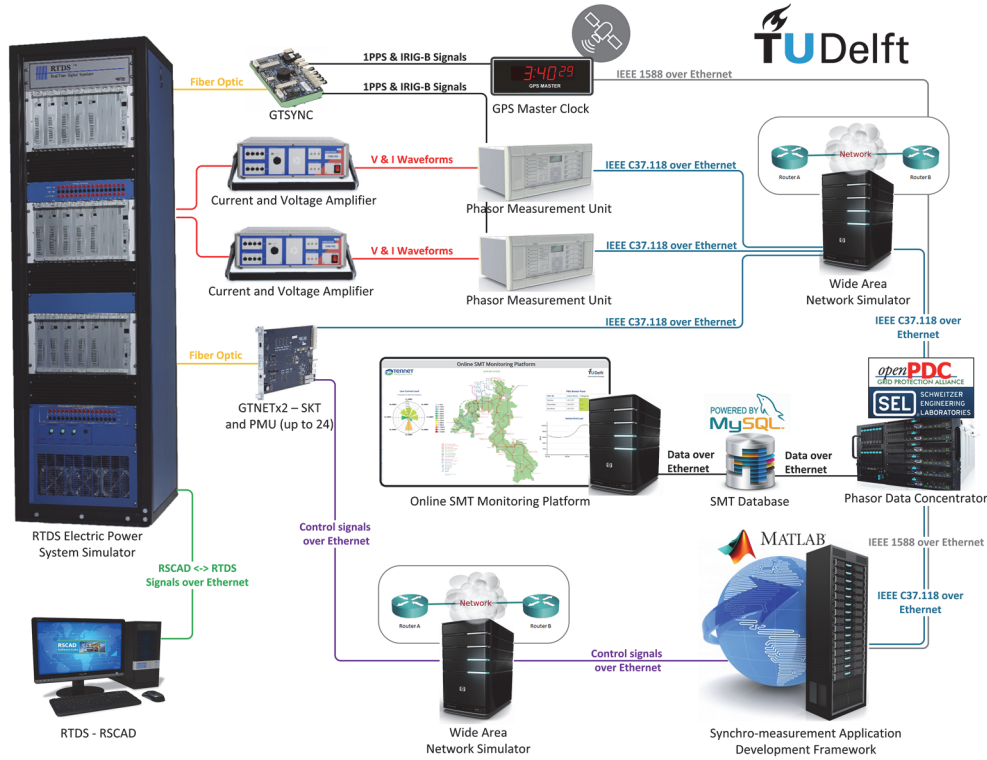 TUDelft
1PPS & IRIG-B Signals
IEEE 1588 over Ethernet
RTDS
Fiber Optic
1PPS & IRIG-B Signals
3:40 29
GPS MASTER
GTSYNC
GPS Master Clock
Network
Router A
Router B
V & I Waveforms
IEEE C37.118 over Ethernet
Current and Voltage Amplifier
Phasor Measurement Unit
V & I Waveforms
IEEE C37.118 over Ethernet
Current and Voltage Amplifier
Phasor Measurement Unit
Wide Area
Network Simulator
IEEE C37.118 over Ethernet
IEEE C37.118 over
Ethernet
Fiber Optic
GTNETx2 – SKT
and PMU (up to 24)
Online SMT Monitoring Platform
TENNET
TUDelft
openPDC
GRID PROTECTION ALLIANCE
SEL
SCHWEITZER
ENGINEERING
LABORATORIES
POWERED BY
MySQL
Data over
Ethernet
Data over
Ethernet
Online SMT Monitoring Platform
SMT Database
Phasor Data Concentrator
RTDS Electric Power
System Simulator
Control signals
over Ethernet
MATLAB
IEEE 1588 over Ethernet
RSCAD <-> RTDS
Signals over Ethernet
IEEE C37.118 over
Ethernet
Network
Router A
Router B
RSCAD
Control signals
over Ethernet
RTDS - RSCAD
Wide Area
Network Simulator
Synchro-measurement Application
Development Framework